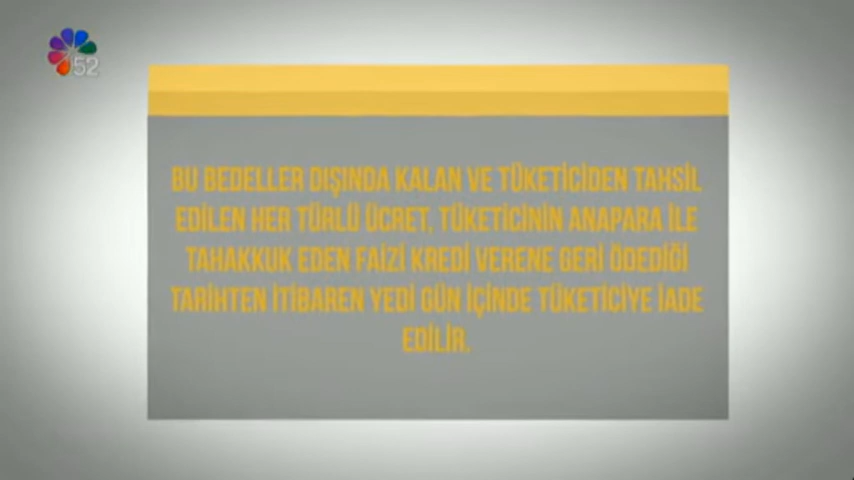 52
BU BEDELLER DIŞINDA KALAN VE TÜKETİCİDEN TAHSİL
EDİLEN HER TÜRLÜ ÜCRET, TÜKETİCİNİN ANAPARA İLE
TAHAKKUK EDEN FAİZİ KREDİ VERENE GERİ ÖDEDİĞİ
TARİHTEN İTİBAREN YEDİ GÜN İÇİNDE TÜKETİCİYE İADE
EDİLİR.